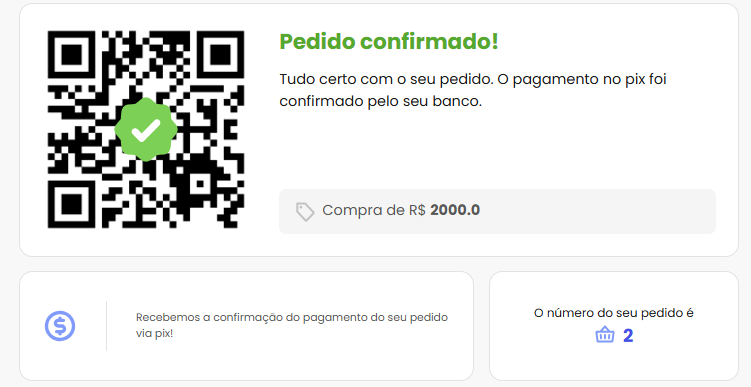 Pedido confirmado!
Tudo certo com o seu pedido. O pagamento no pix foi
confirmado pelo seu banco.
Compra de R$ 2000.0
Recebemos a confirmação do pagamento do seu pedido
via pix!
O número do seu pedido é
2